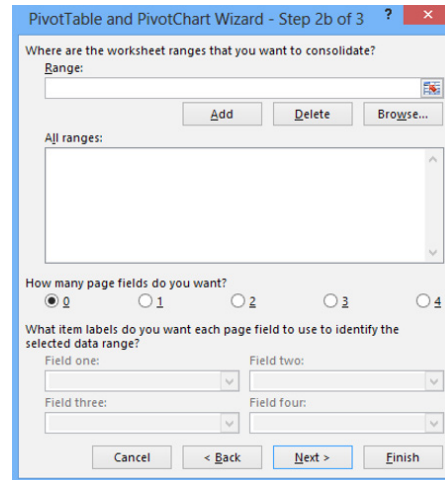 PivotTable and PivotChart Wizard - Step 2b of 3 ? ×
Where are the worksheet ranges that you want to consolidate?
Range:
Add Delete Browse...
All ranges:
How many page fields do you want?
0 1 2 3 4
What item labels do you want each page field to use to identify the
selected data range?
Field one: Field two:
Field three: Field four:
Cancel < Back Next > Finish